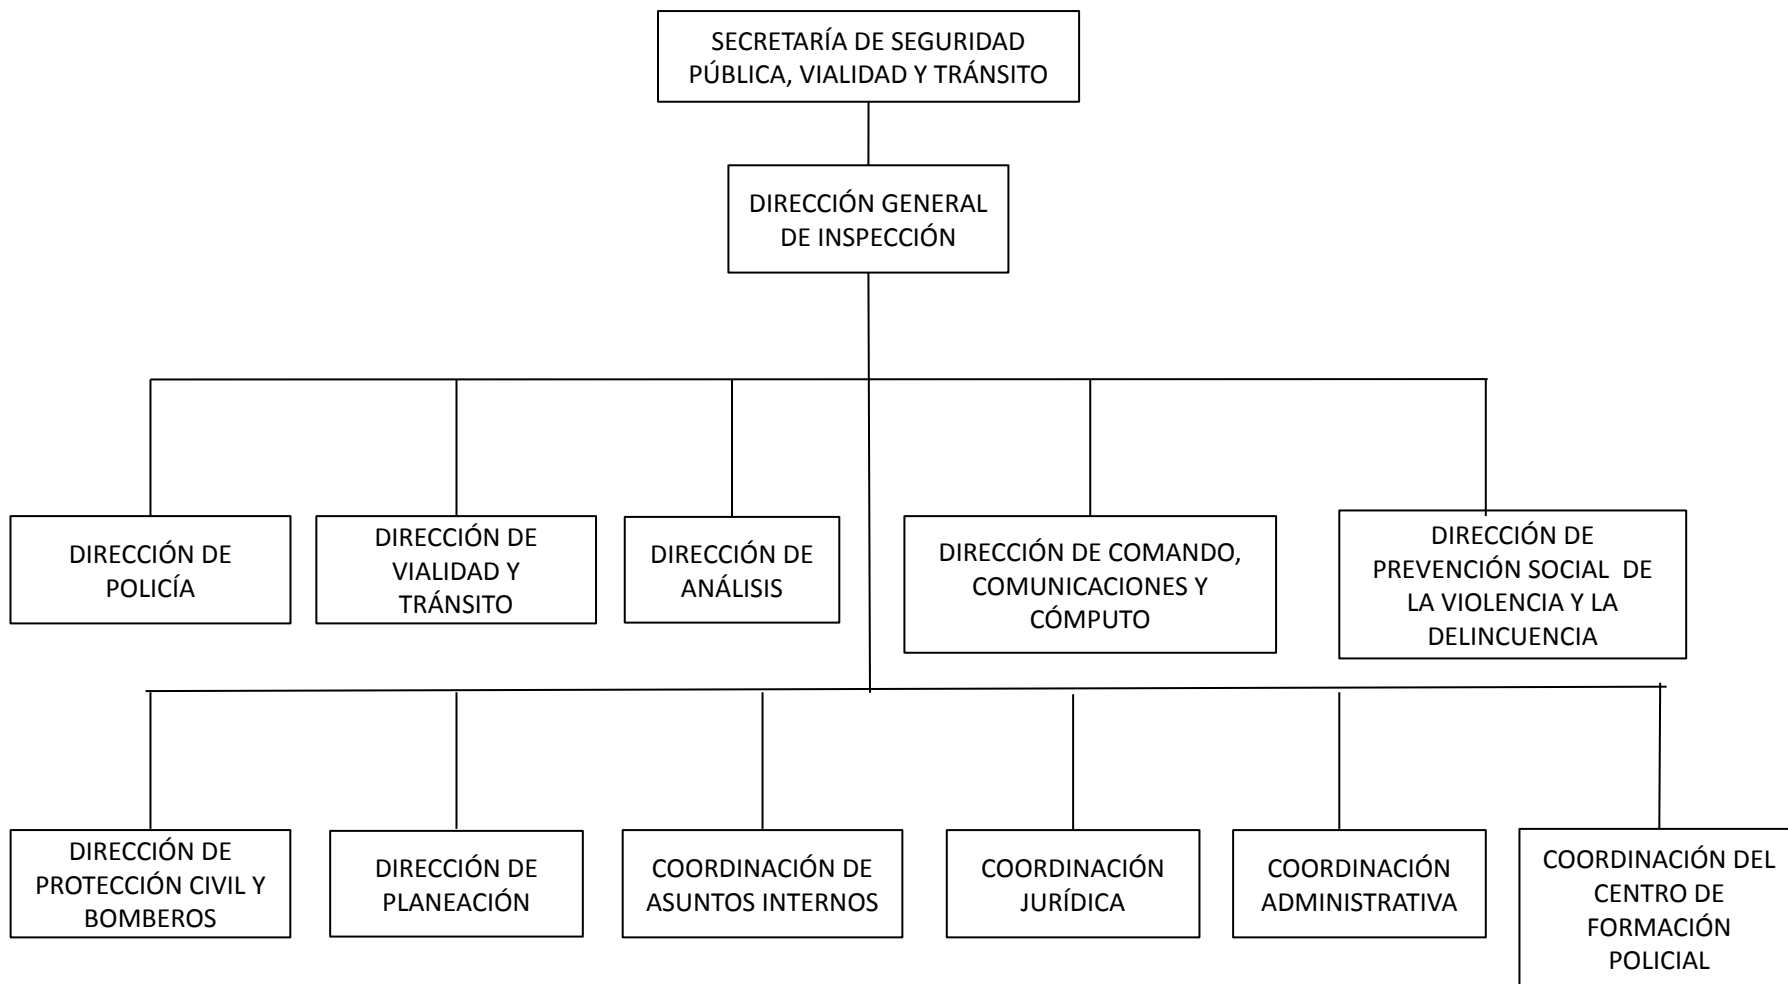 SECRETARÍA DE SEGURIDAD
PÚBLICA, VIALIDAD Y TRÁNSITO
DIRECCIÓN GENERAL
DE INSPECCIÓN
DIRECCIÓN DE
POLICÍA
DIRECCIÓN DE
VIALIDAD Y
TRÁNSITO
DIRECCIÓN DE
ANÁLISIS
DIRECCIÓN DE COMANDO,
COMUNICACIONES Y
CÓMPUTO
DIRECCIÓN DE
PREVENCIÓN SOCIAL  DE
LA VIOLENCIA Y LA
DELINCUENCIA
DIRECCIÓN DE
PROTECCIÓN CIVIL Y
BOMBEROS
DIRECCIÓN DE
PLANEACIÓN
COORDINACIÓN DE
ASUNTOS INTERNOS
COORDINACIÓN
JURÍDICA
COORDINACIÓN
ADMINISTRATIVA
COORDINACIÓN DEL
CENTRO DE
FORMACIÓN
POLICIAL